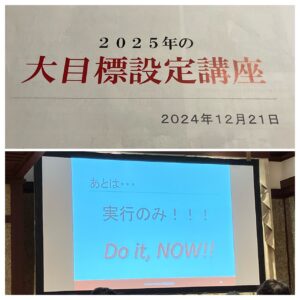 2025年の
大目標設定講座
2024年12月21日
あとは・・・
実行のみ！！！
Do it, NOW!!